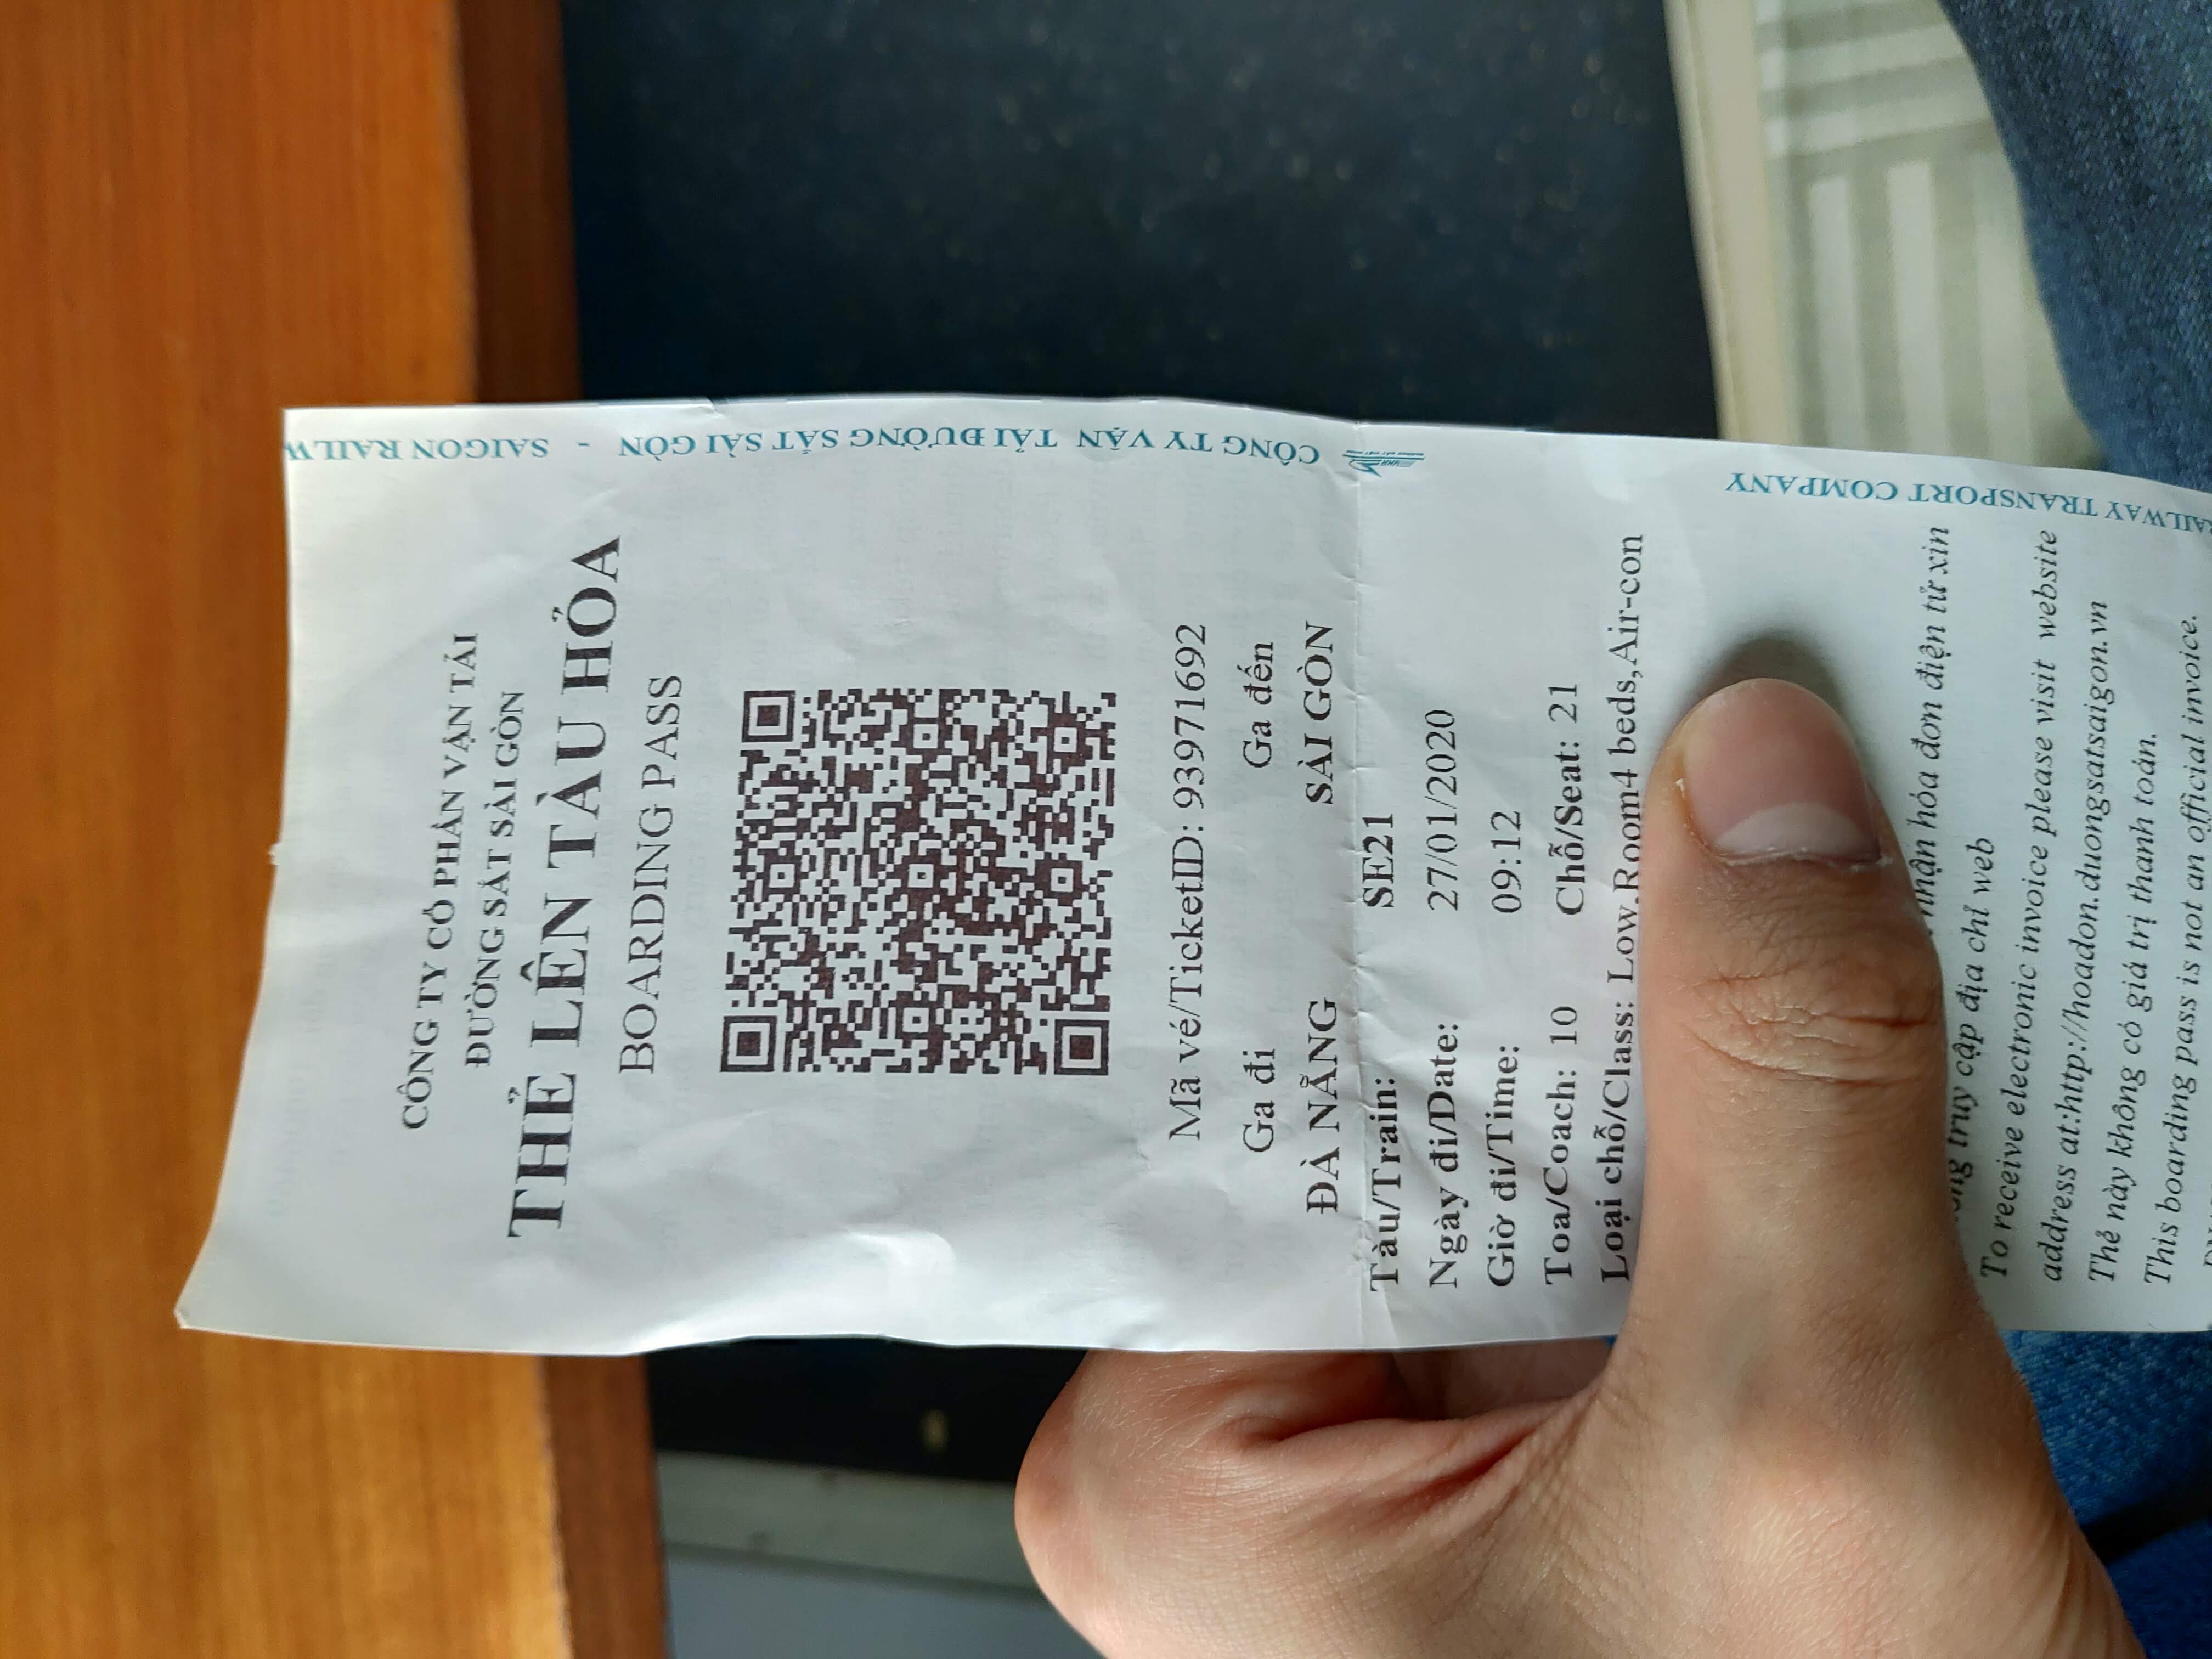 CÔNG TY CỔ PHẦN VẬN TẢI
ĐƯỜNG SẮT SÀI GÒN
THẺ LÊN TÀU HỎA
BOARDING PASS
Mã vé/TicketID: 93971692
Ga đi Ga đến
ĐÀ NẴNG SÀI GÒN
Tàu/Train: SE21
Ngày đi/Date: 27/01/2020
Giờ đi/Time: 09:12
Toa/Coach: 10 Chỗ/Seat: 21
Loại chỗ/Class: Low,Room4 beds,Air-con
nhận hóa đơn điện tử xin
truy cập địa chỉ web
To receive electronic invoice please visit website
address at:http://hoadon.duongsatsaigon.vn
Thẻ này không có giá trị thanh toán.
This boarding pass is not an official invoice.
CÔNG TY VẬN TẢI ĐƯỜNG SẮT SÀI GÒN - SAIGON RAILW
RAILWAY TRANSPORT COMPANY